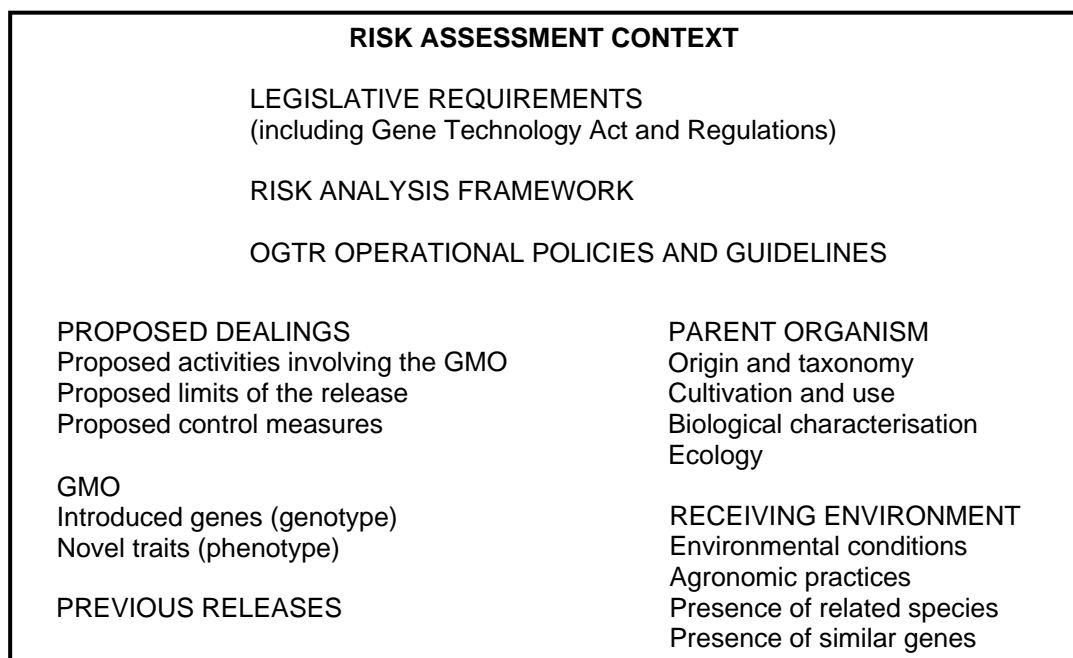 RISK ASSESSMENT CONTEXT
LEGISLATIVE REQUIREMENTS
(including Gene Technology Act and Regulations)
RISK ANALYSIS FRAMEWORK
OGTR OPERATIONAL POLICIES AND GUIDELINES
PROPOSED DEALINGS
Proposed activities involving the GMO
Proposed limits of the release
Proposed control measures
GMO
Introduced genes (genotype)
Novel traits (phenotype)
PREVIOUS RELEASES
PARENT ORGANISM
Origin and taxonomy
Cultivation and use
Biological characterisation
Ecology
RECEIVING ENVIRONMENT
Environmental conditions
Agronomic practices
Presence of related species
Presence of similar genes